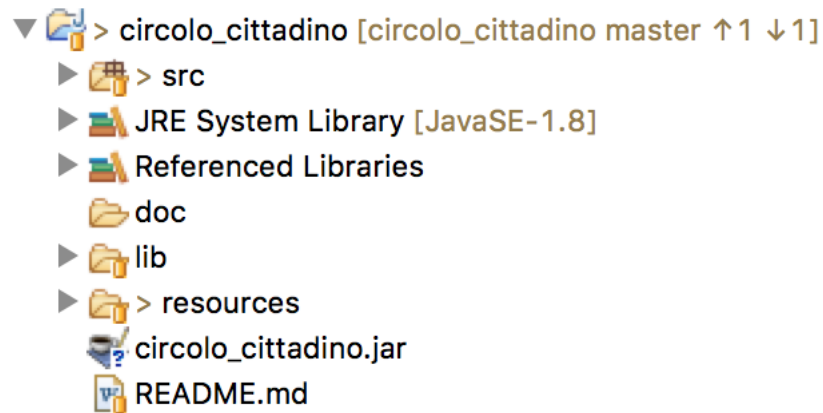 > circolo_cittadino [circolo_cittadino master ↑1 ↓1]
> src
JRE System Library [JavaSE-1.8]
Referenced Libraries
doc
lib
> resources
circolo_cittadino.jar
README.md